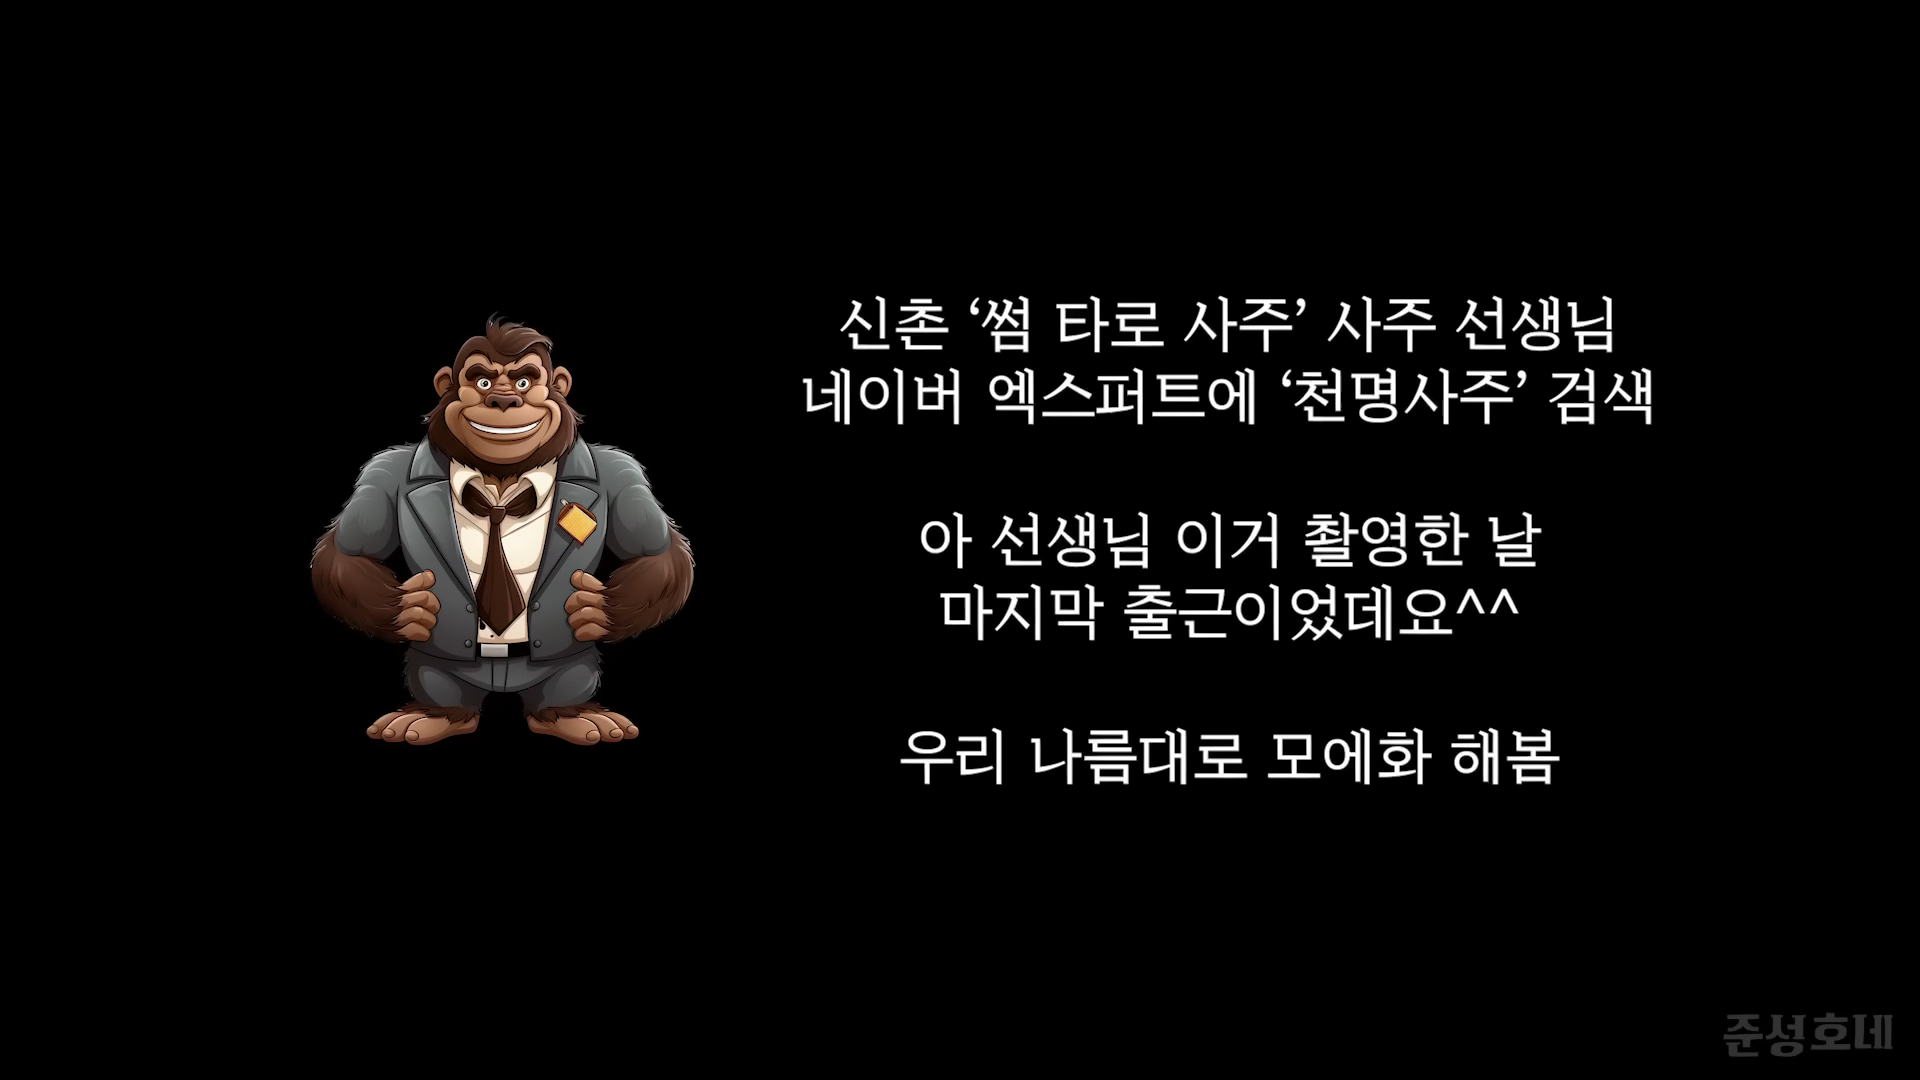 신촌 ‘썸 타로 사주’ 사주 선생님
네이버 엑스퍼트에 ‘천명사주’ 검색
아 선생님 이거 촬영한 날
마지막 출근이었데요^^
우리 나름대로 모에화 해봄
준성호네